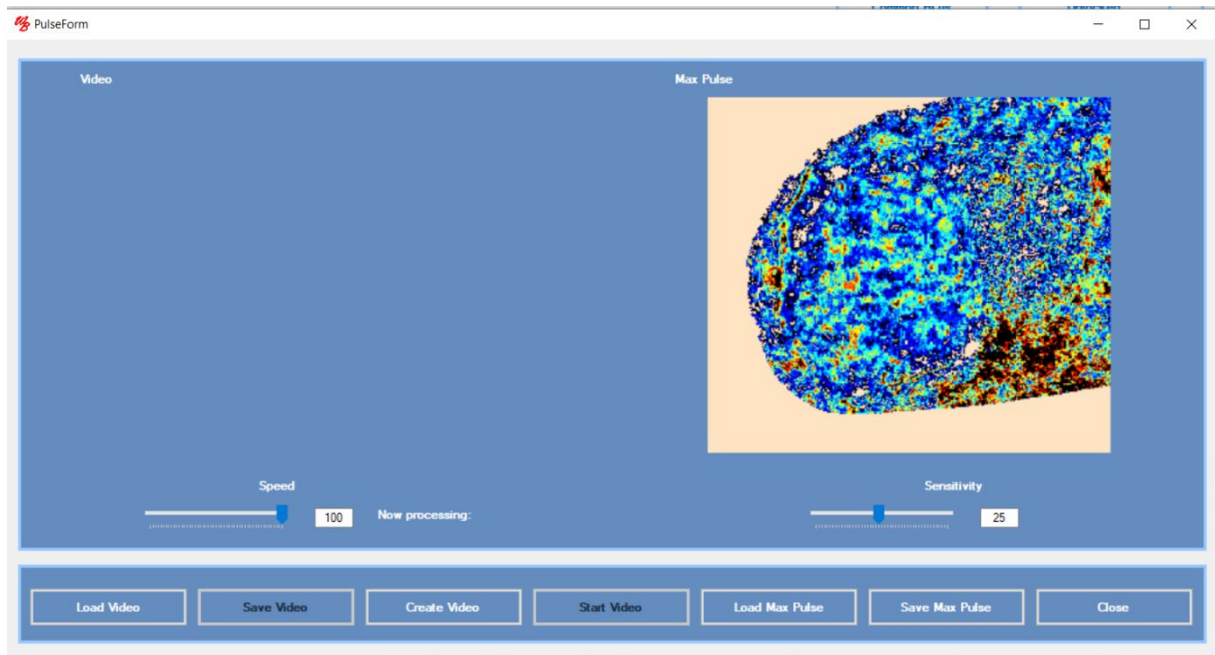 PulseForm
Video
Max Pulse
Speed
Sensitivity
100
Now processing:
25
Load Video
Save Video
Create Video
Start Video
Load Max Pulse
Save Max Pulse
Close